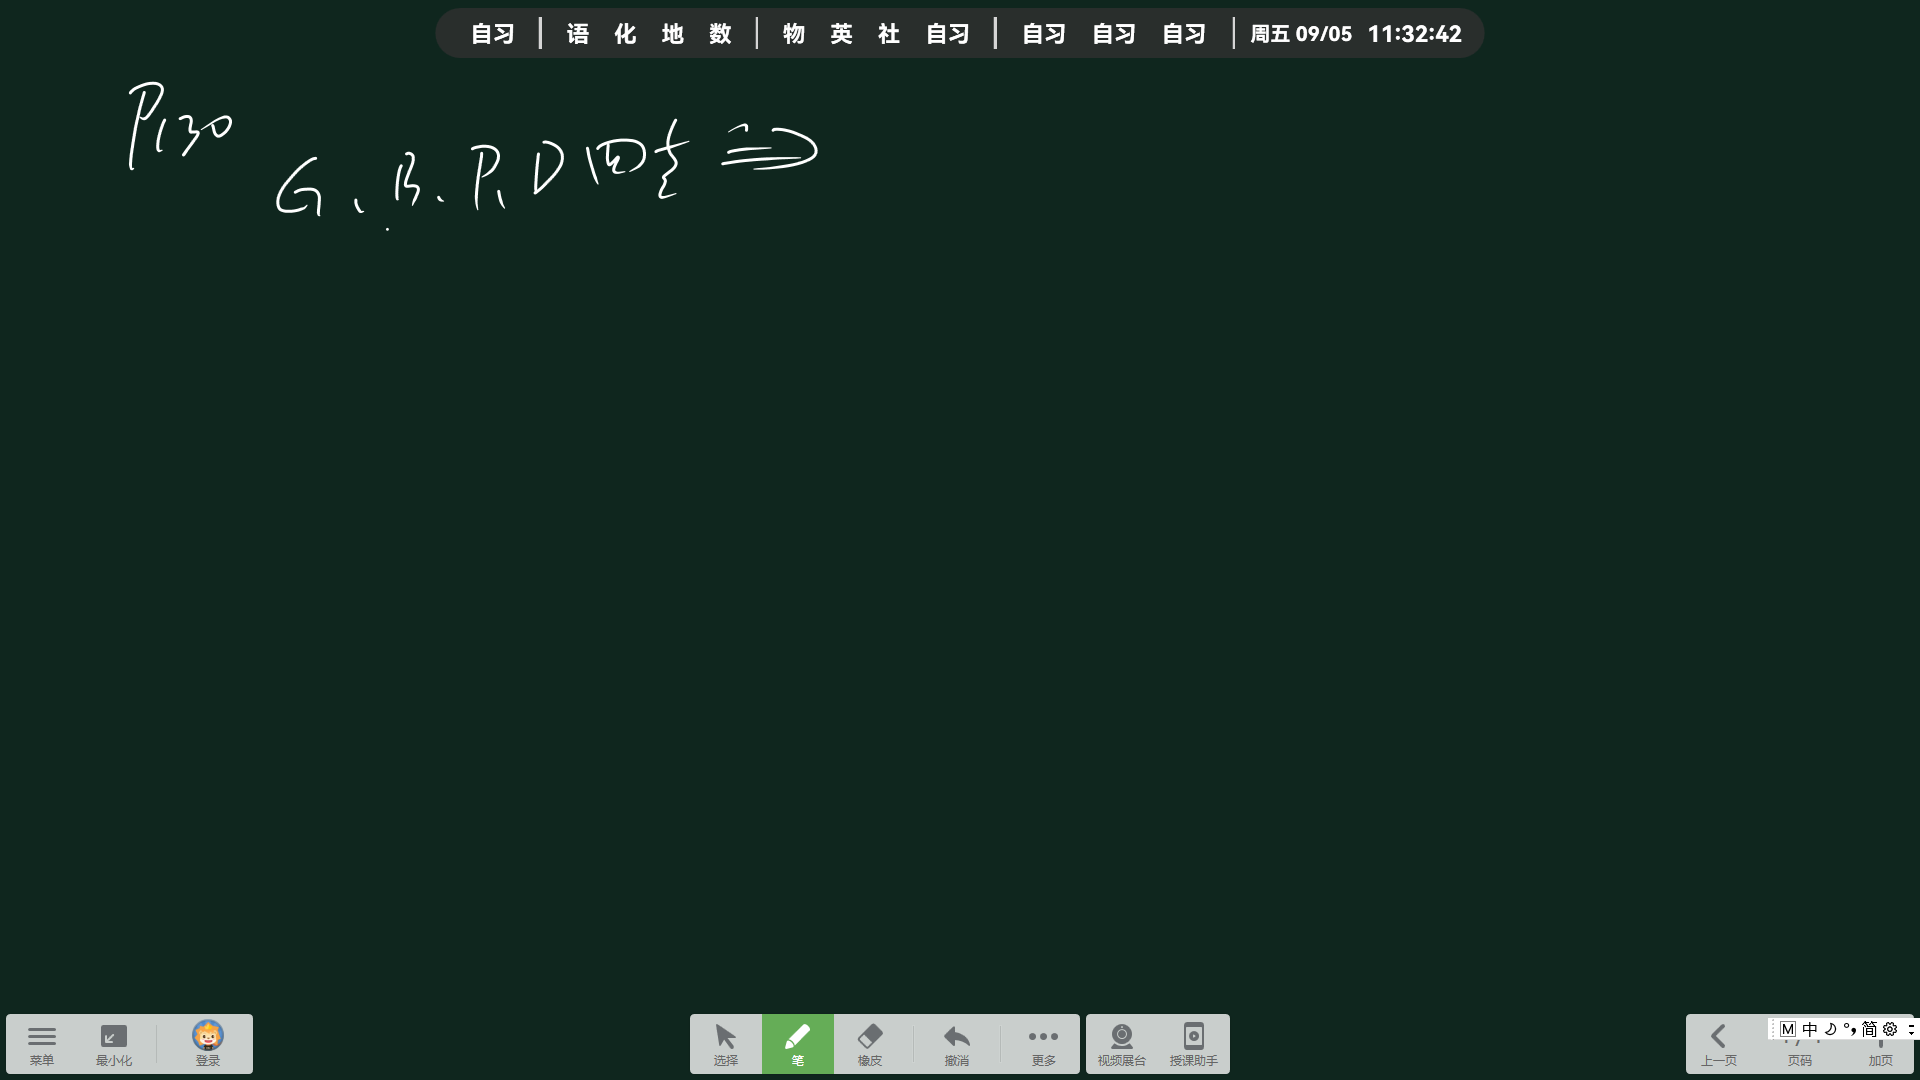 自习 | 语 化 地 数 | 物 英 社 自习 | 自习 自习 自习 | 周五 09/05 11:32:42
P130
G、B、P、D四
菜单 最小化 登录 选择 笔 橡皮 撤消 更多 视频展台 授课助手 上一页 页码 加页
M 中 简